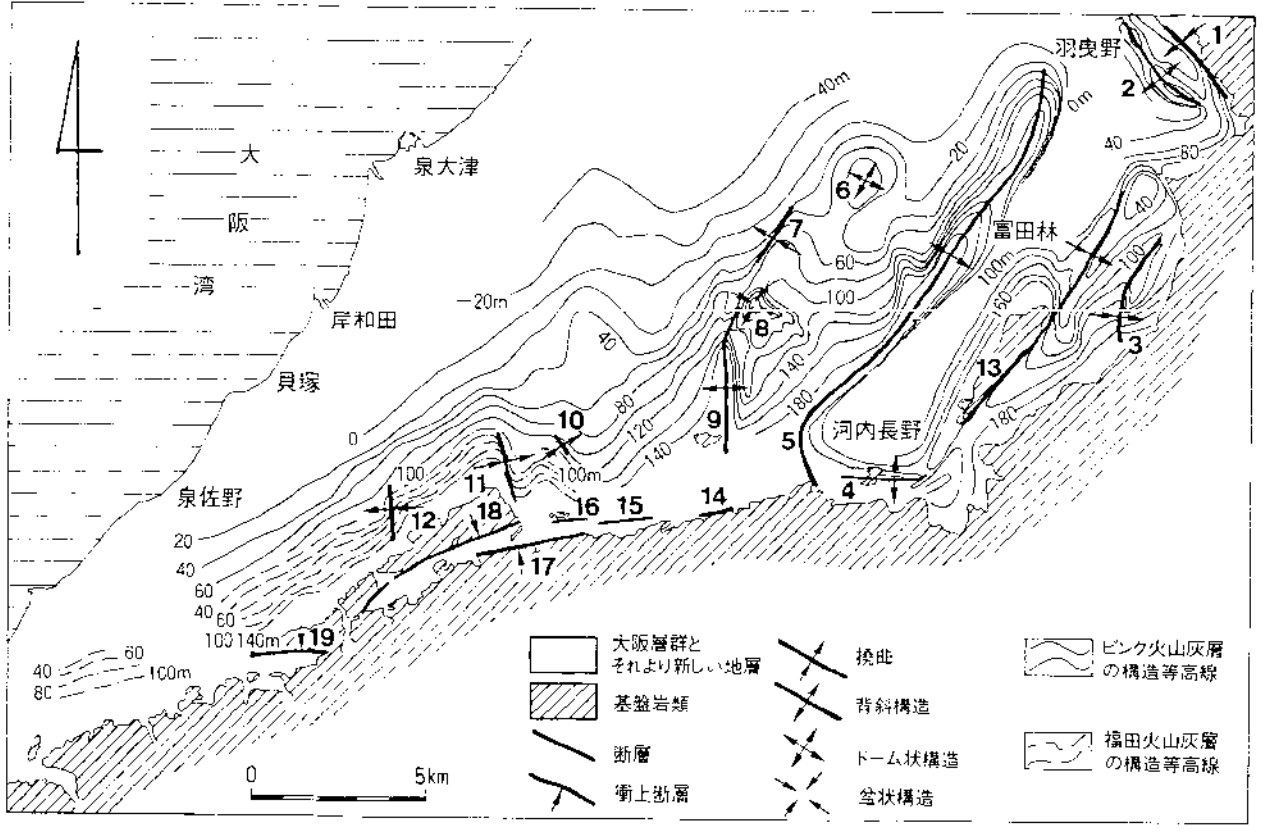 羽曳野
1
2
40m
0m
大阪湾
泉大津
20
40
80
6
7
富田林
40
60
100m
100
100
20m
160
8
岸和田
40
140
3
13
貝塚
80
180
180
9
120
5
河内長野
10
0
140
100m
4
100
11
泉佐野
12
18
16
15
14
20
40
17
60
40
60
100
140m
19
40
60
80
100m
大阪層群と
それより新しい地層
基盤岩類
断層
衝上断層
0
5km
撓曲
背斜構造
ドーム状構造
盆状構造
ピンク火山灰層
の構造等高線
福田火山灰層
の構造等高線